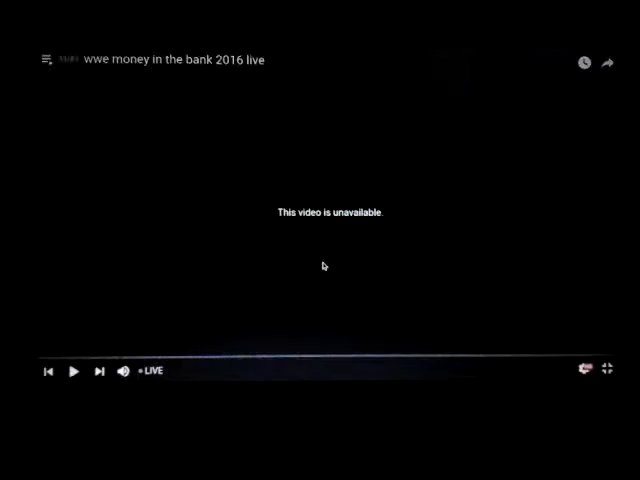 wwe money in the bank 2016 live
This video is unavailable.
• LIVE